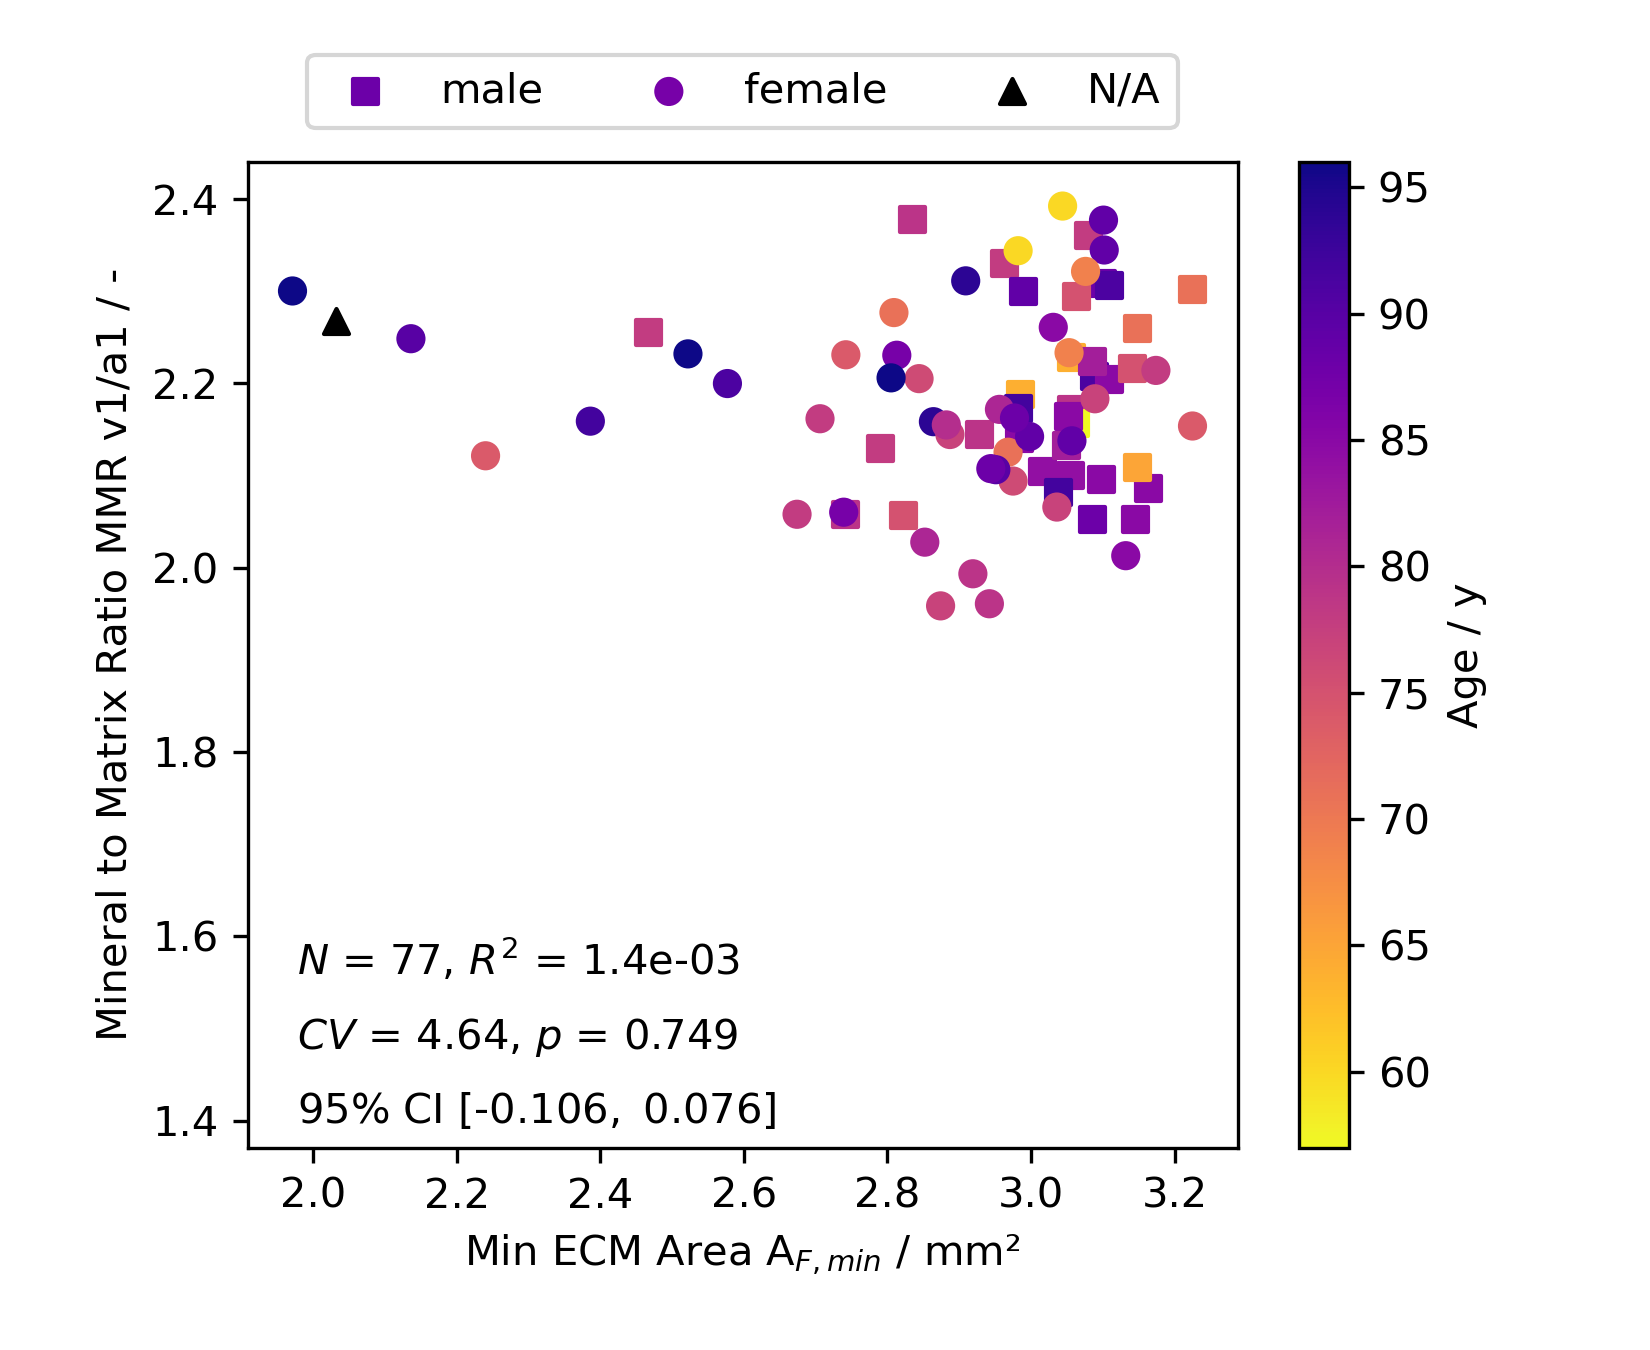 male female N/A
2.4
2.2
2.0
1.8
1.6
1.4
Mineral to Matrix Ratio MMR v1/a1 / -
N = 77, R² = 1.4e-03
CV = 4.64, p = 0.749
95% CI [-0.106, 0.076]
2.0 2.2 2.4 2.6 2.8 3.0 3.2
Min ECM Area A_{F,min} / mm²
95
90
85
80
75
70
65
60
Age / y